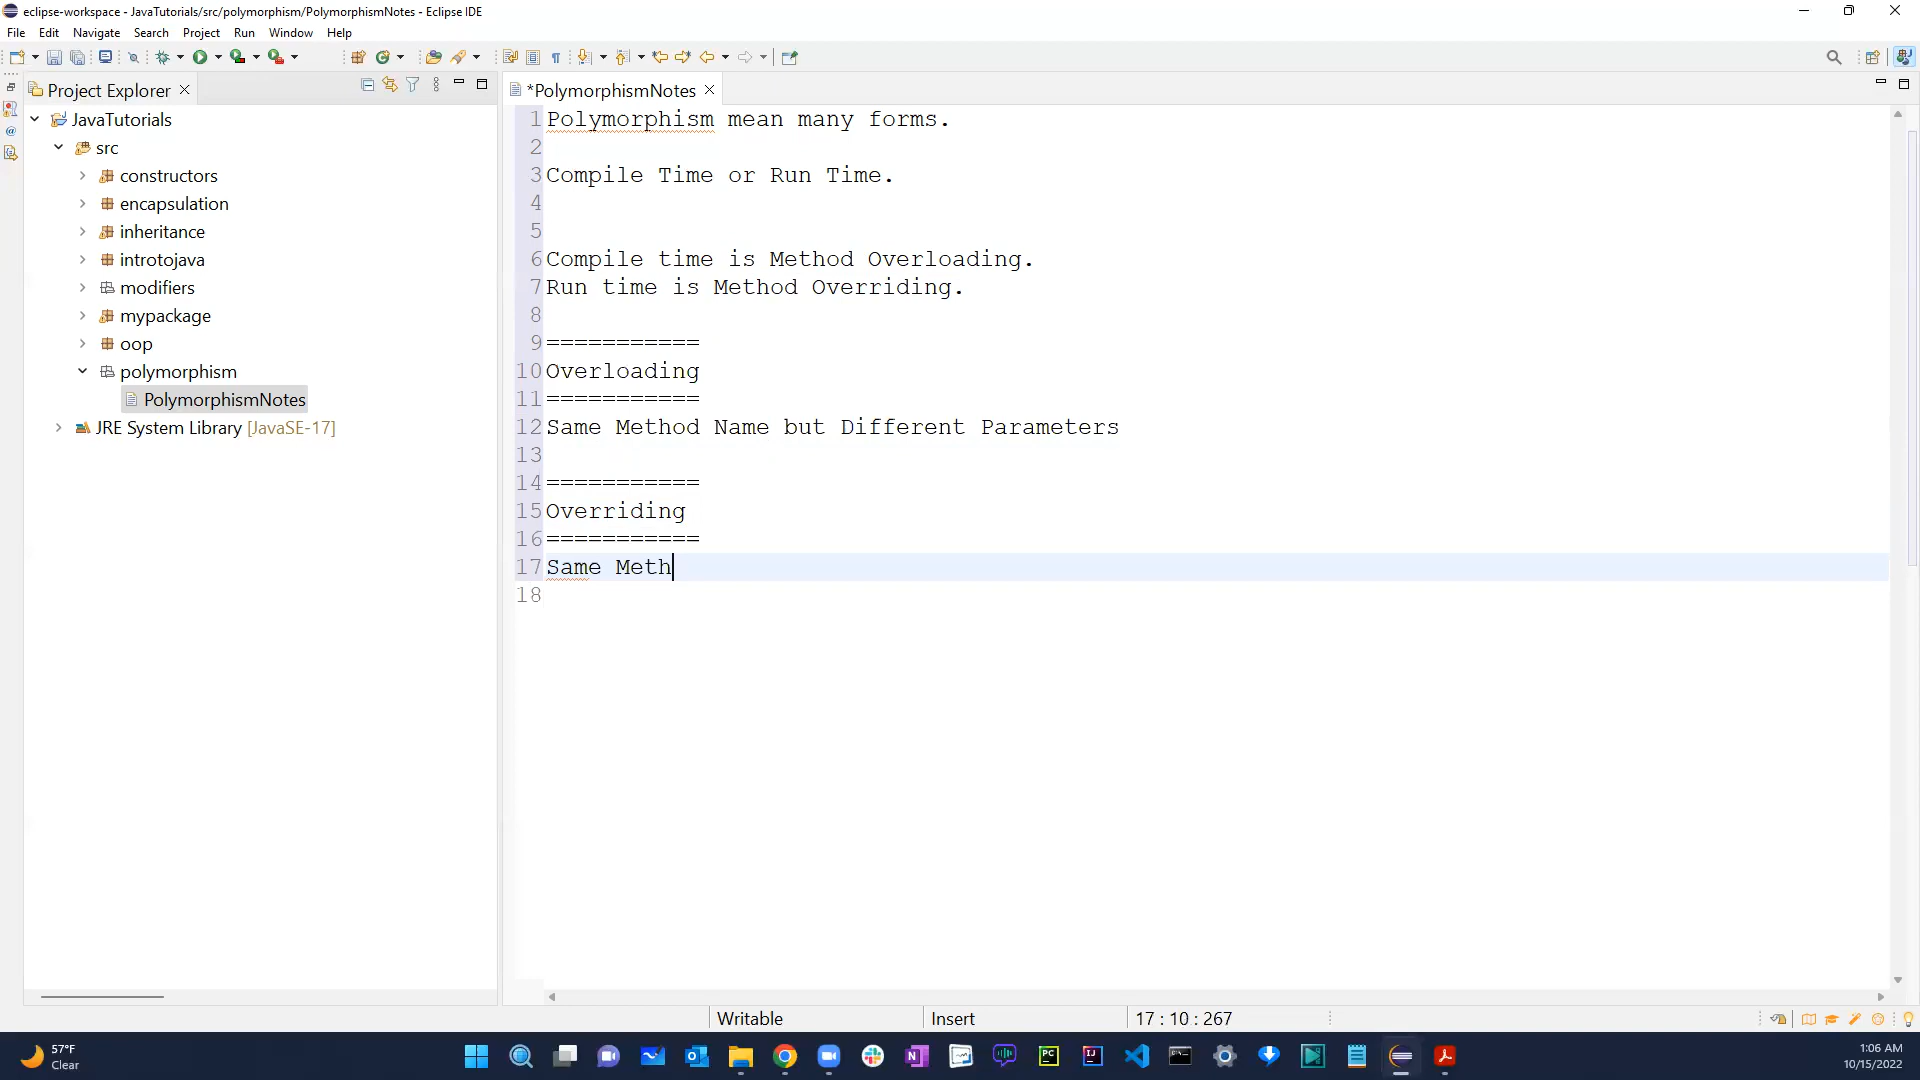 eclipse-workspace - JavaTutorials/src/polymorphism/PolymorphismNotes - Eclipse IDE
File Edit Navigate Search Project Run Window Help
Project Explorer
JavaTutorials
src
constructors
encapsulation
inheritance
introtojava
modifiers
mypackage
oop
polymorphism
PolymorphismNotes
JRE System Library [JavaSE-17]
*PolymorphismNotes
1 Polymorphism mean many forms.
2
3 Compile Time or Run Time.
4
5
6 Compile time is Method Overloading.
7 Run time is Method Overriding.
8
9 ===========
10 Overloading
11 ===========
12 Same Method Name but Different Parameters
13
14 ===========
15 Overriding
16 ===========
17 Same Meth
18
Writable Insert 17 : 10 : 267
57°F
Clear
1:06 AM
10/15/2022